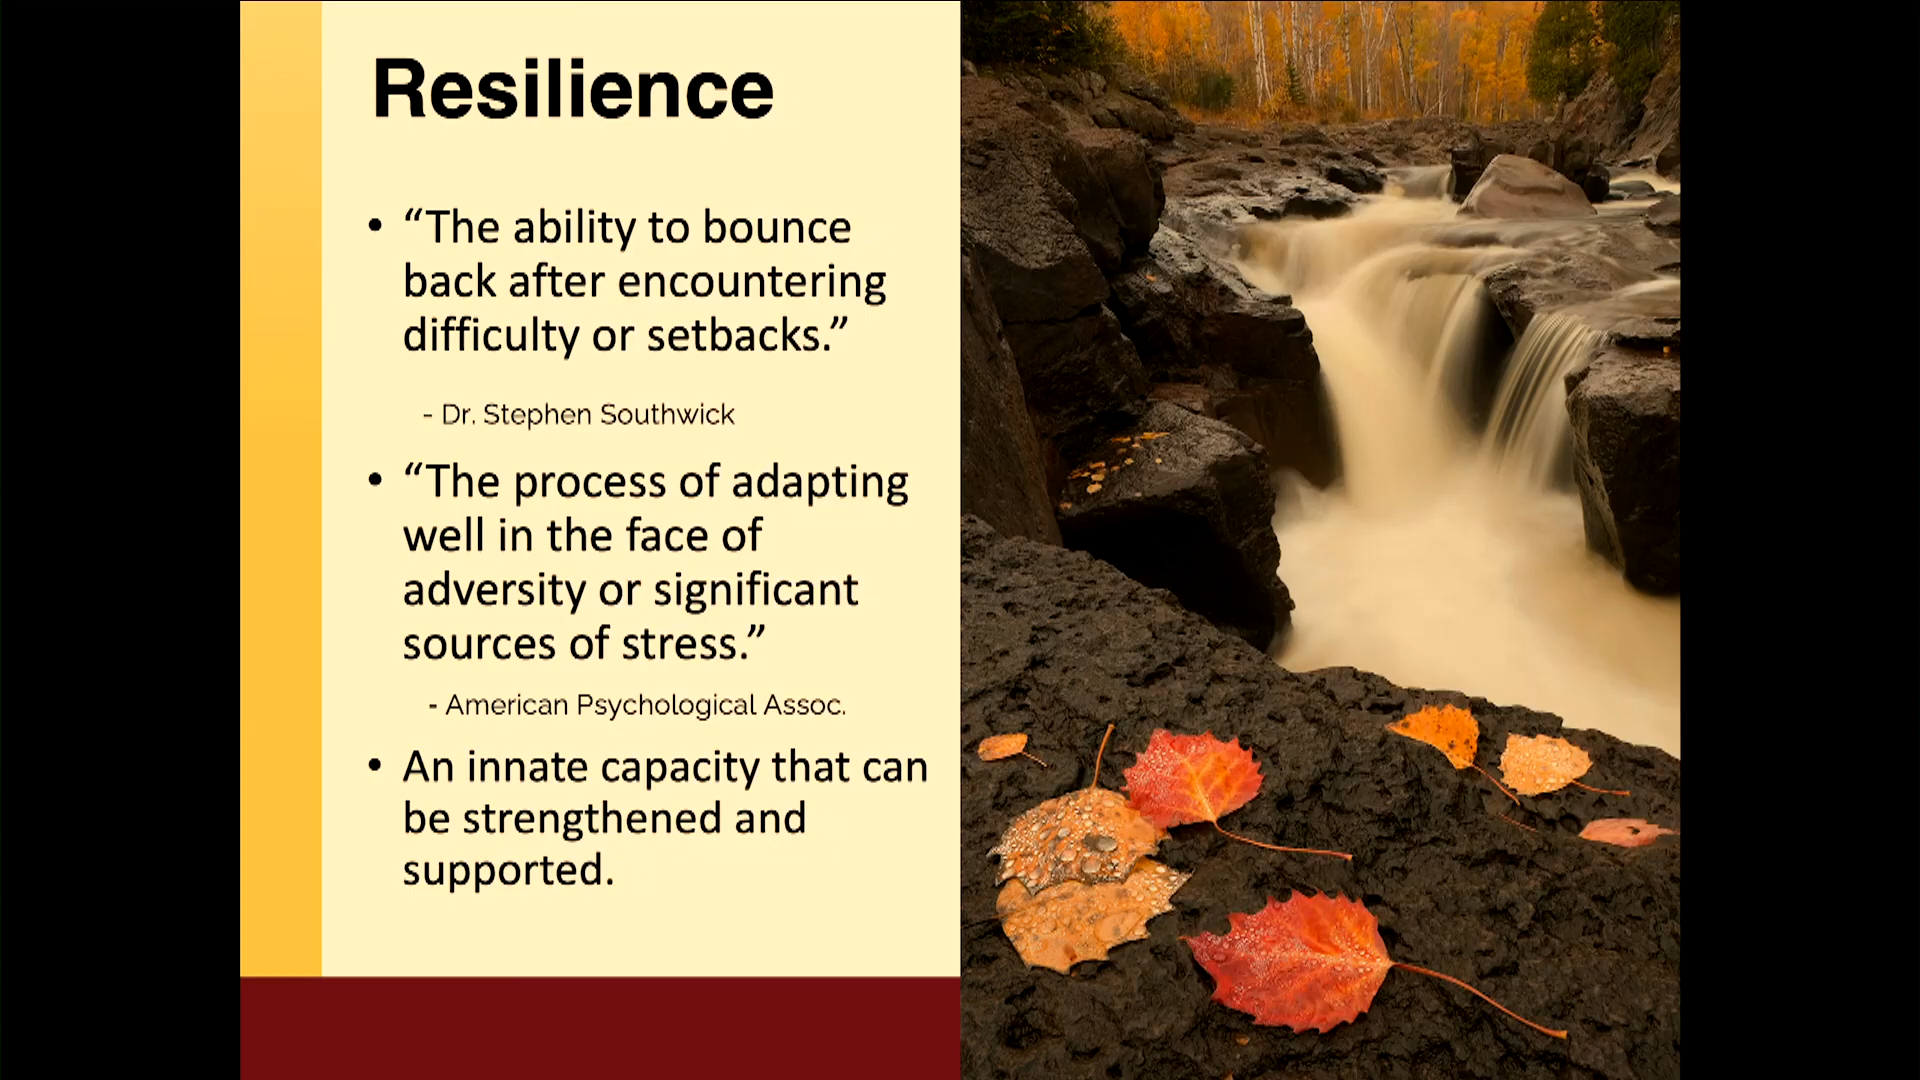 Resilience
• “The ability to bounce
back after encountering
difficulty or setbacks.”
- Dr. Stephen Southwick
• “The process of adapting
well in the face of
adversity or significant
sources of stress.”
- American Psychological Assoc.
• An innate capacity that can
be strengthened and
supported.